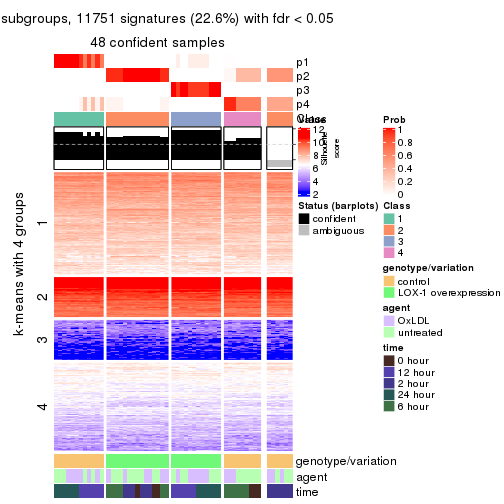 subgroups, 11751 signatures (22.6%) with fdr < 0.05
48 confident samples
p1
p2
p3
p4
Class
Silhouette
score
k-means with 4 groups
1
2
3
4
genotype/variation
agent
time
Value
12
10
8
6
4
2
Status (barplots)
confident
ambiguous
Prob
1
0.8
0.6
0.4
0.2
0
Class
1
2
3
4
genotype/variation
control
LOX-1 overexpression
agent
OxLDL
untreated
time
0 hour
12 hour
2 hour
24 hour
6 hour